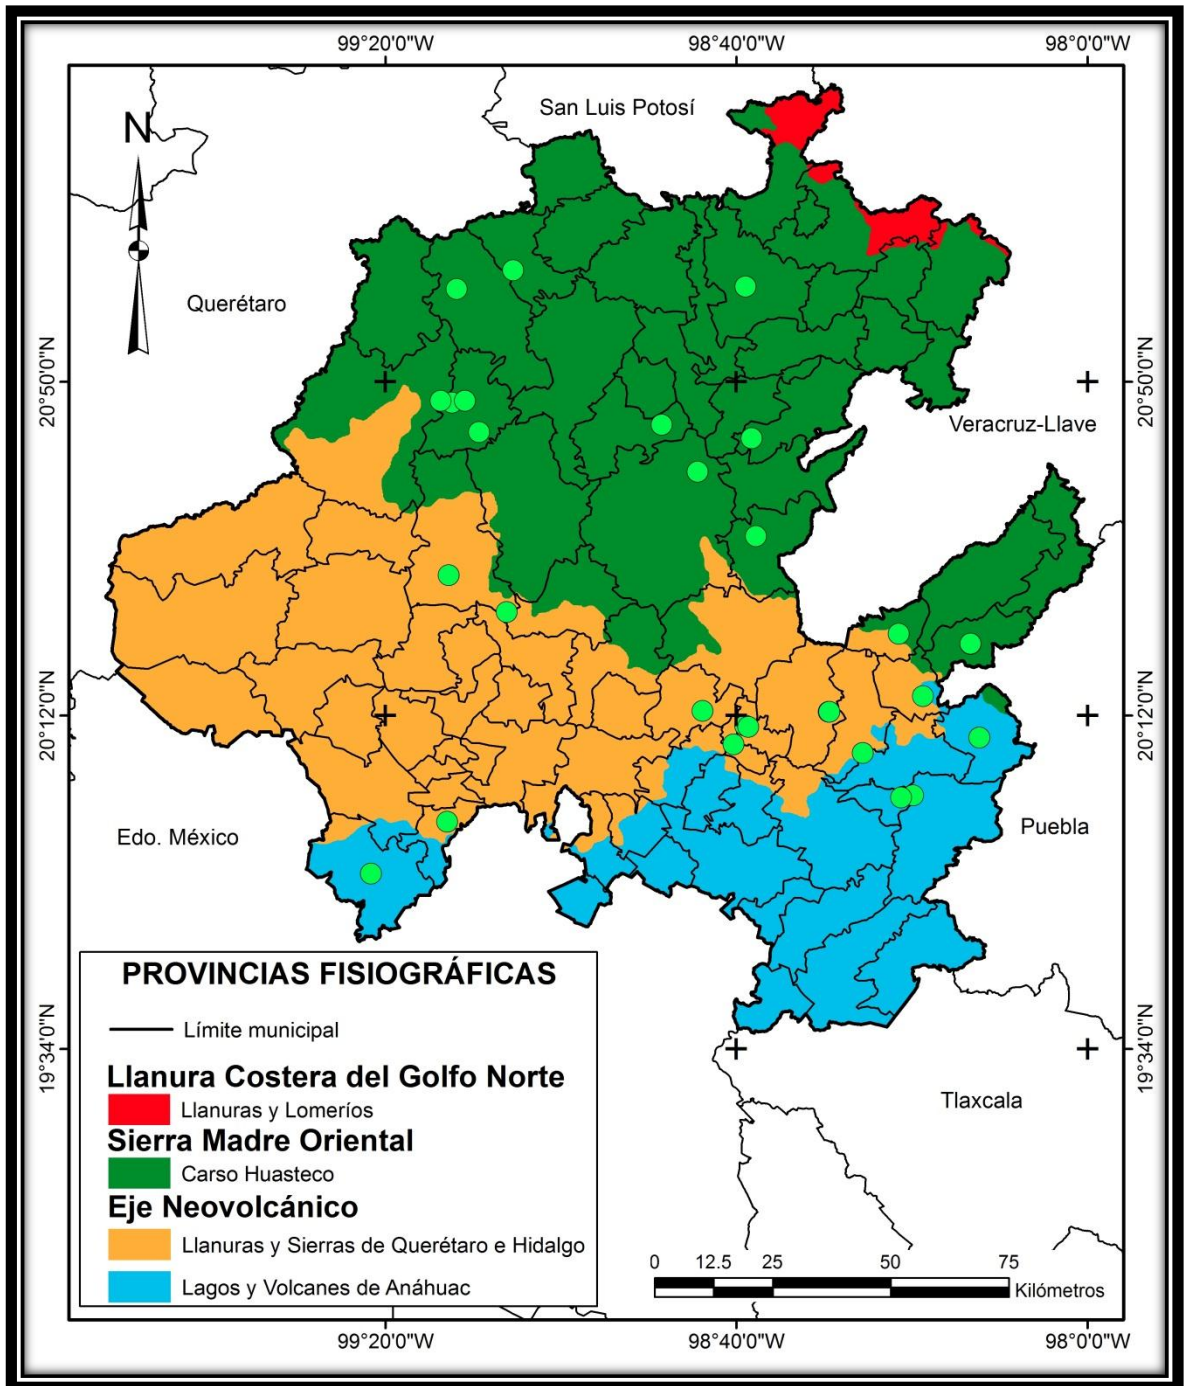 99°20'0"W 98°40'0"W 98°0'0"W
San Luis Potosí
N
Querétaro
20°50'0"N
20°50'0"N
Veracruz-Llave
20°12'0"N
20°12'0"N
Edo. México
Puebla
PROVINCIAS FISIOGRÁFICAS
Límite municipal
Llanura Costera del Golfo Norte
Llanuras y Lomeríos
Sierra Madre Oriental
Carso Huasteco
Eje Neovolcánico
Llanuras y Sierras de Querétaro e Hidalgo
Lagos y Volcanes de Anáhuac
19°34'0"N
19°34'0"N
Tlaxcala
0 12.5 25 50 75
Kilómetros
99°20'0"W 98°40'0"W 98°0'0"W